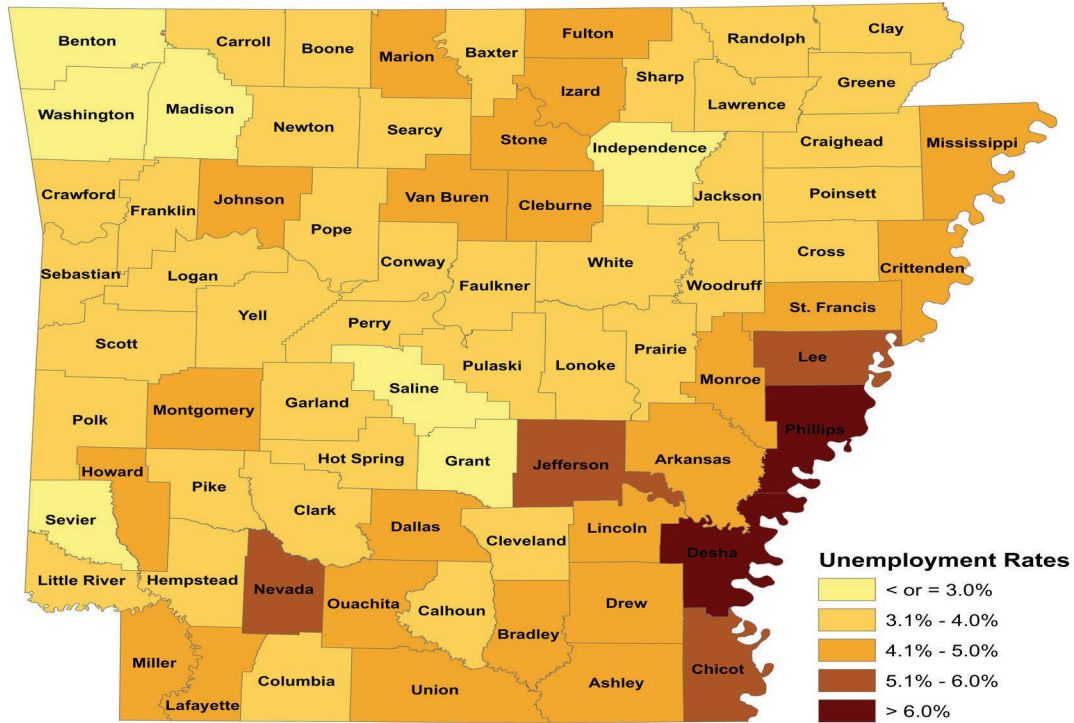 Benton
Carroll
Boone
Marion
Baxter
Fulton
Randolph
Clay
Washington
Madison
Newton
Searcy
Stone
Izard
Sharp
Lawrence
Greene
Independence
Craighead
Mississippi
Crawford
Franklin
Johnson
Pope
Van Buren
Cleburne
Jackson
Poinsett
Sebastian
Logan
Conway
Faulkner
White
Woodruff
Cross
Crittenden
Scott
Yell
Perry
Pulaski
Lonoke
Prairie
St. Francis
Lee
Monroe
Saline
Polk
Montgomery
Garland
Phillips
Howard
Pike
Hot Spring
Grant
Jefferson
Arkansas
Sevier
Clark
Dallas
Cleveland
Lincoln
Desha
Little River
Hempstead
Nevada
Ouachita
Calhoun
Bradley
Drew
Miller
Lafayette
Columbia
Union
Ashley
Chicot
Unemployment Rates
< or = 3.0%
3.1% - 4.0%
4.1% - 5.0%
5.1% - 6.0%
> 6.0%